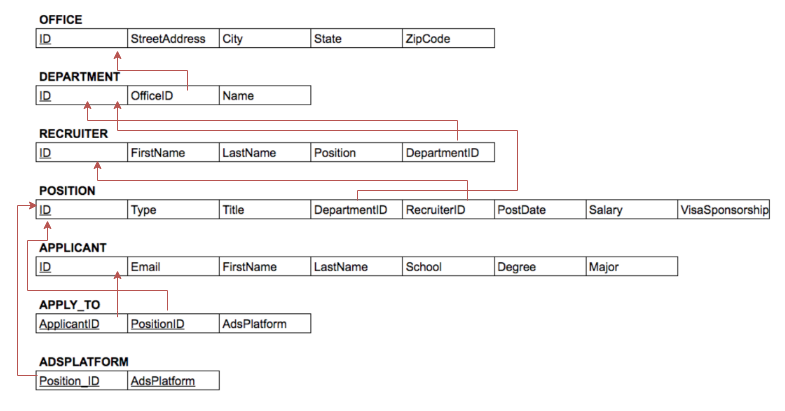 OFFICE
ID StreetAddress City State ZipCode
DEPARTMENT
ID OfficeID Name
RECRUITER
ID FirstName LastName Position DepartmentID
POSITION
ID Type Title DepartmentID RecruiterID PostDate Salary VisaSponsorship
APPLICANT
ID Email FirstName LastName School Degree Major
APPLY_TO
ApplicantID PositionID AdsPlatform
ADSPLATFORM
Position_ID AdsPlatform